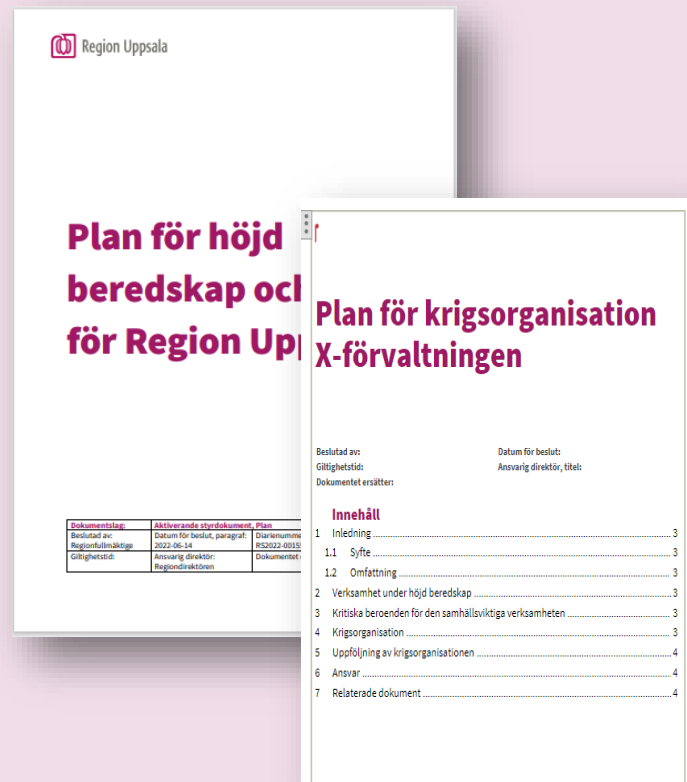 Region Uppsala
Plan för höjd
beredskap och
för Region Upp
Dokumentslag: Aktiverande styrdokument, Plan
Beslutad av: Datum för beslut, paragraf: Diarienumme
Regionfullmäktige 2022-06-14 RS2022-0015
Giltighetstid: Ansvarig direktör: Dokumentet
Regiondirektören
Plan för krigsorganisation
X-förvaltningen
Beslutad av: Datum för beslut:
Giltighetstid: Ansvarig direktör, titel:
Dokumentet ersätter:
Innehåll
1 Inledning ........ 3
1.1 Syfte ........ 3
1.2 Omfattning ........ 3
2 Verksamhet under höjd beredskap ........ 3
3 Kritiska beroenden för den samhällsviktiga verksamheten ........ 3
4 Krigsorganisation ........ 3
5 Uppföljning av krigsorganisationen ........ 4
6 Ansvar ........ 4
7 Relaterade dokument ........ 4